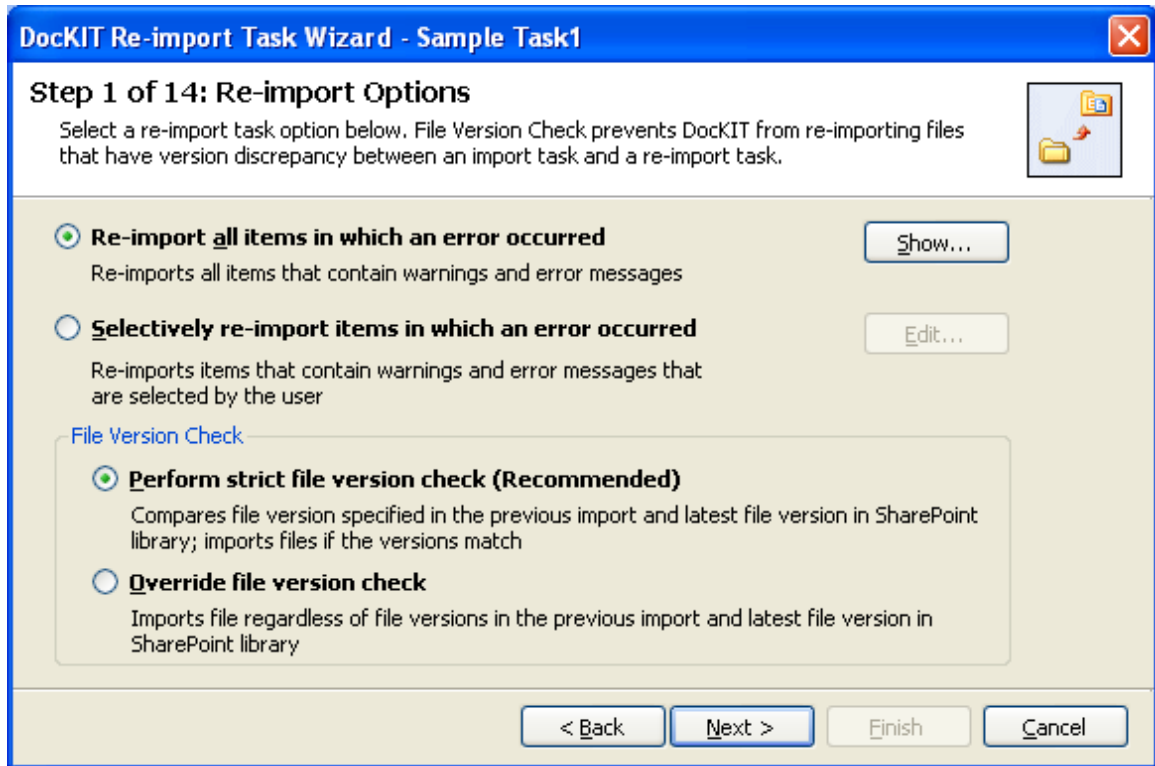 DocKIT Re-import Task Wizard - Sample Task1
Step 1 of 14: Re-import Options
Select a re-import task option below. File Version Check prevents DocKIT from re-importing files
that have version discrepancy between an import task and a re-import task.
Re-import all items in which an error occurred
Show...
Re-imports all items that contain warnings and error messages
Selectively re-import items in which an error occurred
Edit...
Re-imports items that contain warnings and error messages that
are selected by the user
File Version Check
Perform strict file version check (Recommended)
Compares file version specified in the previous import and latest file version in SharePoint
library; imports files if the versions match
Override file version check
Imports file regardless of file versions in the previous import and latest file version in
SharePoint library
< Back
Next >
Finish
Cancel